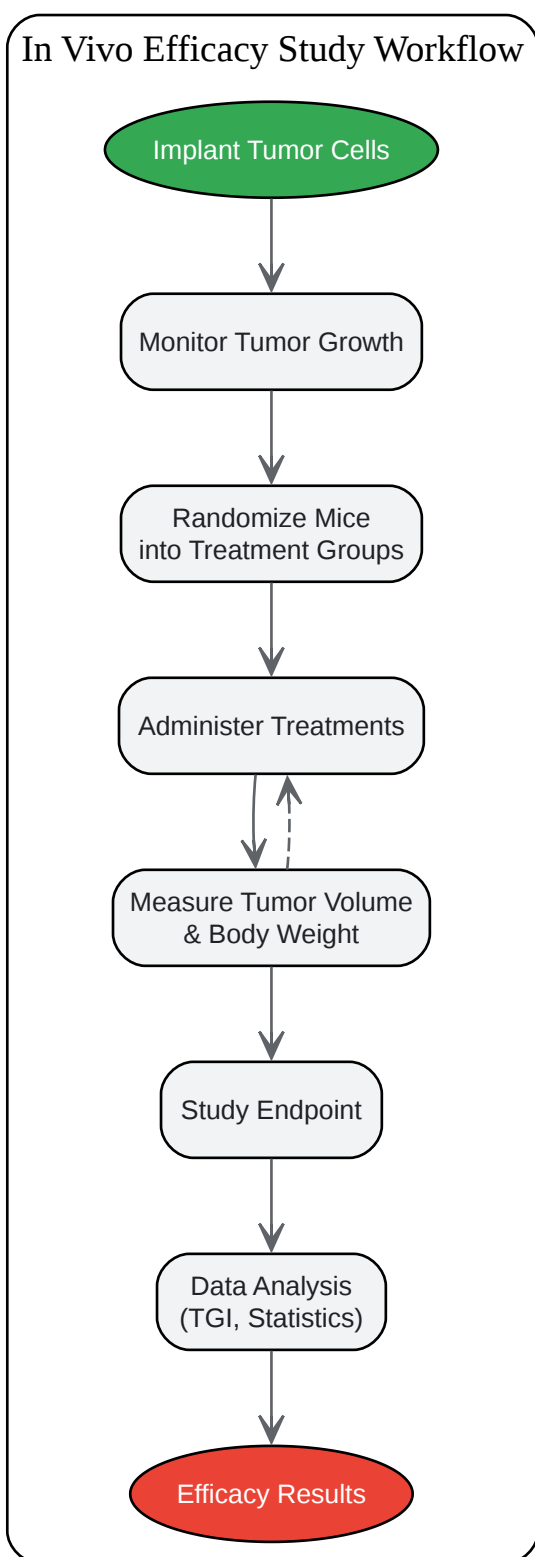 In Vivo Efficacy Study Workflow
Implant Tumor Cells
Monitor Tumor Growth
Randomize Mice
into Treatment Groups
Administer Treatments
Measure Tumor Volume
& Body Weight
Study Endpoint
Data Analysis
(TGI, Statistics)
Efficacy Results